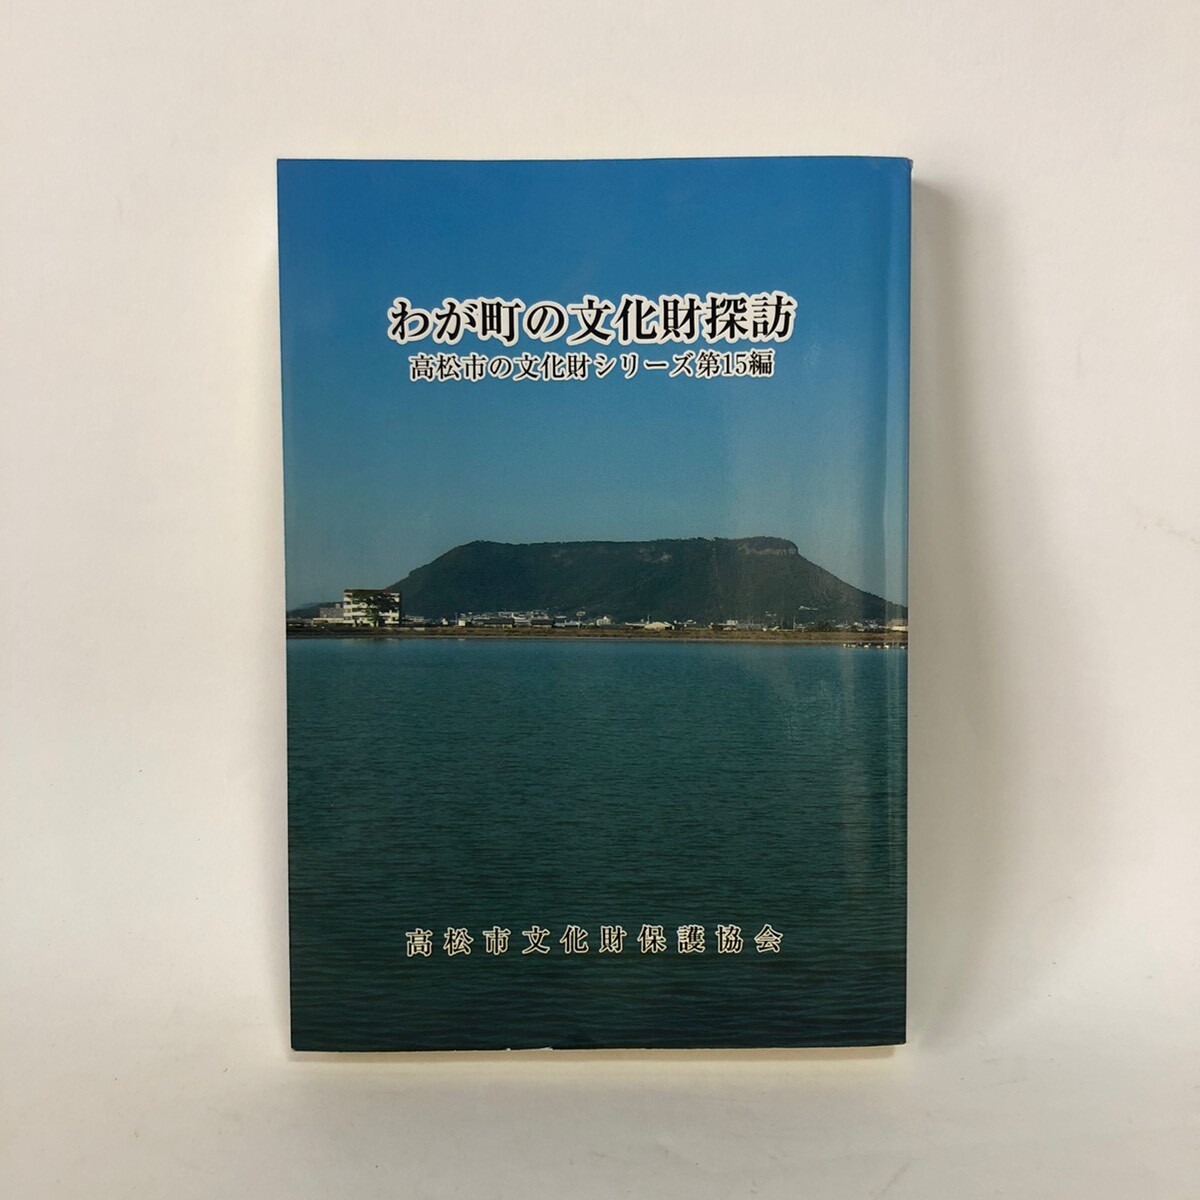 わが町の文化財探訪
高松市の文化財シリーズ第15編
高松市文化財保護協会